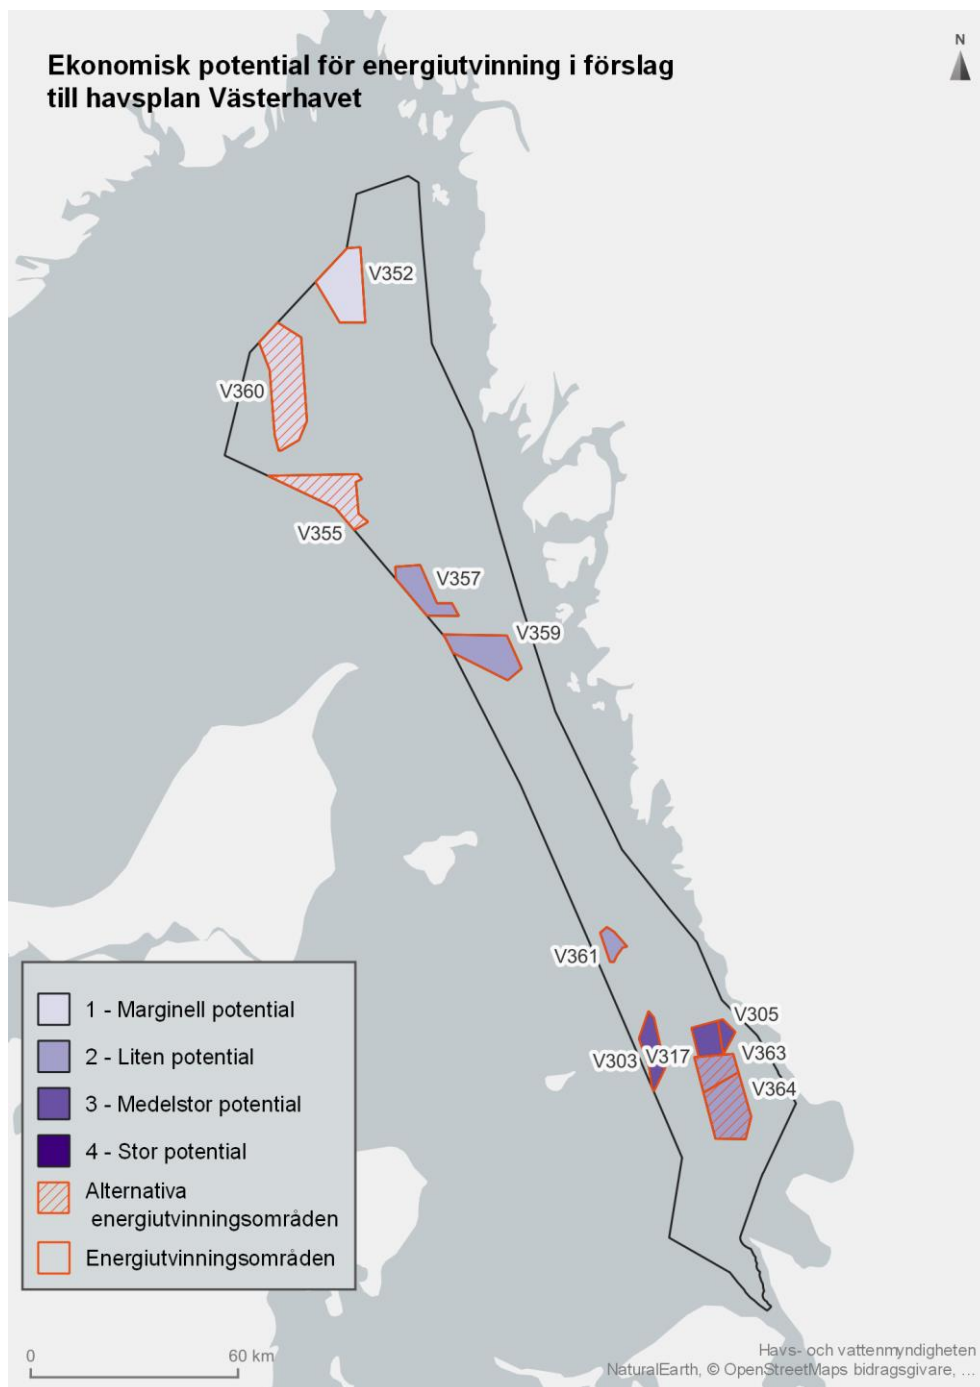 Ekonomisk potential för energiutvinning i förslag
till havsplan Västerhavet
N
V352
V360
V355
V357
V359
V361
V305
V303
V317
V363
V364
1 - Marginell potential
2 - Liten potential
3 - Medelstor potential
4 - Stor potential
Alternativa
energiutvinningsområden
Energiutvinningsområden
0
60 km
Havs- och vattenmyndigheten
NaturalEarth, © OpenStreetMaps bidragsgivare, ...